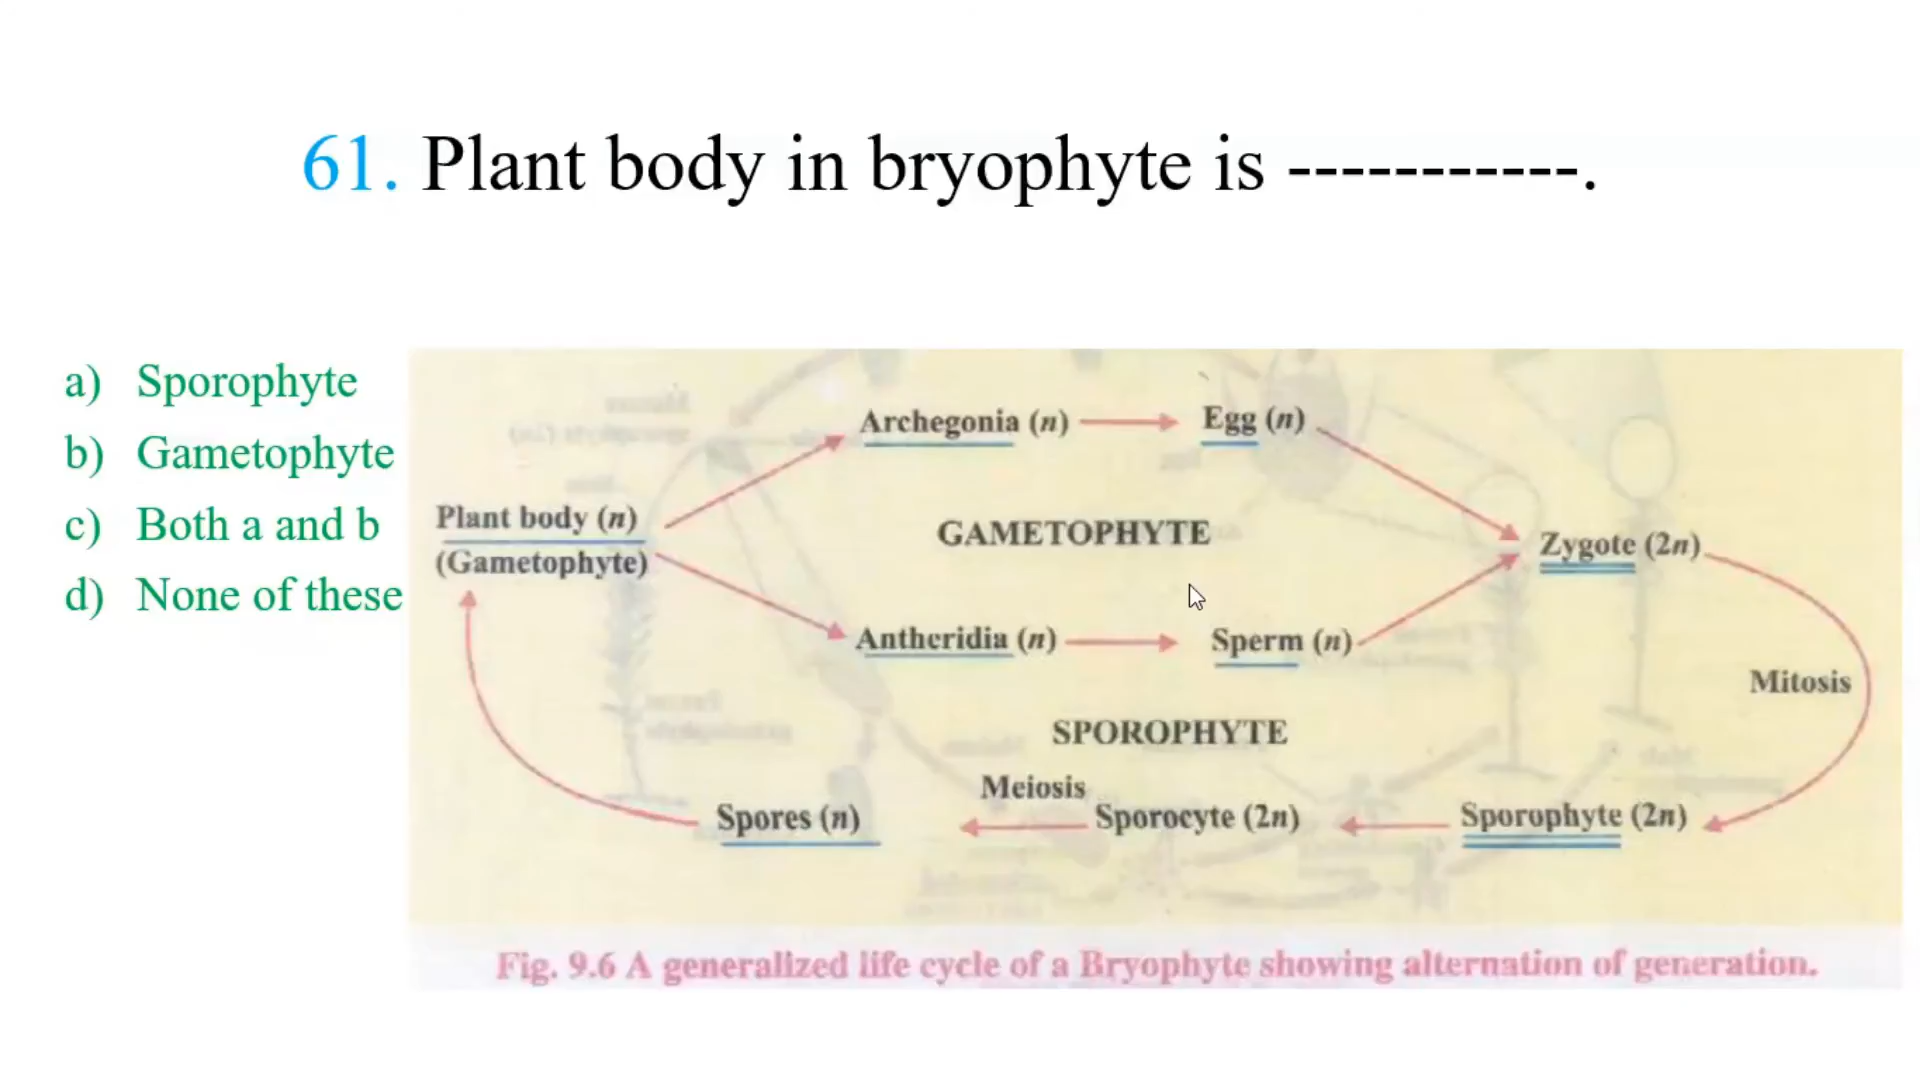 61. Plant body in bryophyte is -----------.
a) Sporophyte
b) Gametophyte
c) Both a and b
d) None of these
Archegonia (n)
Egg (n)
Plant body (n)
(Gametophyte)
GAMETOPHYTE
Zygote (2n)
Antheridia (n)
Sperm (n)
Mitosis
SPOROPHYTE
Meiosis
Spores (n)
Sporocyte (2n)
Sporophyte (2n)
Fig. 9.6 A generalized life cycle of a Bryophyte showing alternation of generation.